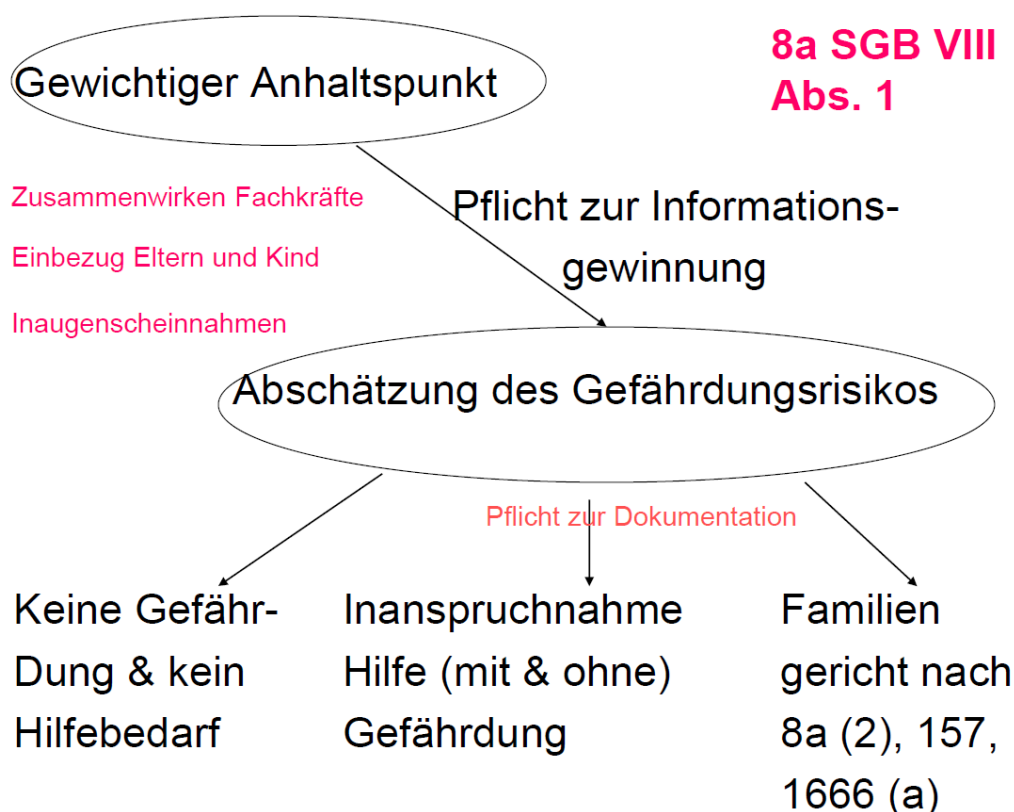 8a SGB VIII
Abs. 1
Gewichtiger Anhaltspunkt
Zusammenwirken Fachkräfte
Einbezug Eltern und Kind
Inaugenscheinnahmen
Pflicht zur Informations-
gewinnung
Abschätzung des Gefährdungsrisikos
Pflicht zur Dokumentation
Keine Gefähr-
Dung & kein
Hilfebedarf
Inanspruchnahme
Hilfe (mit & ohne)
Gefährdung
Familien
gericht nach
8a (2), 157,
1666 (a)